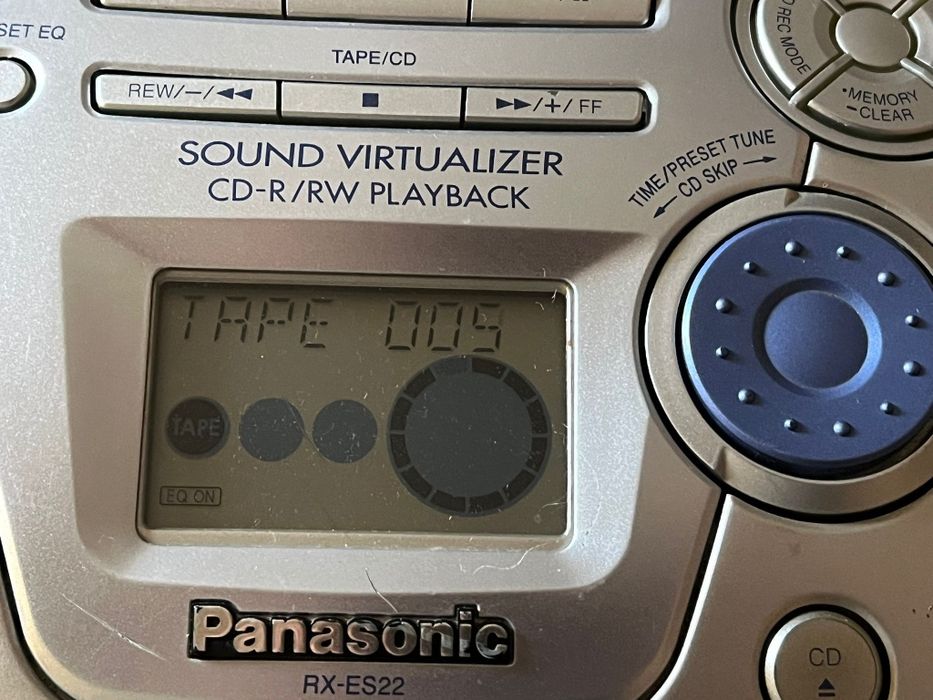 SET EQ
TAPE/CD
REW/−/◀◀
■
▶▶/+/FF
REC MODE
•MEMORY
−CLEAR
SOUND VIRTUALIZER
CD-R/RW PLAYBACK
TIME/PRESET TUNE
← CD SKIP →
TAPE 005
TAPE
EQ ON
Panasonic
RX-ES22
CD